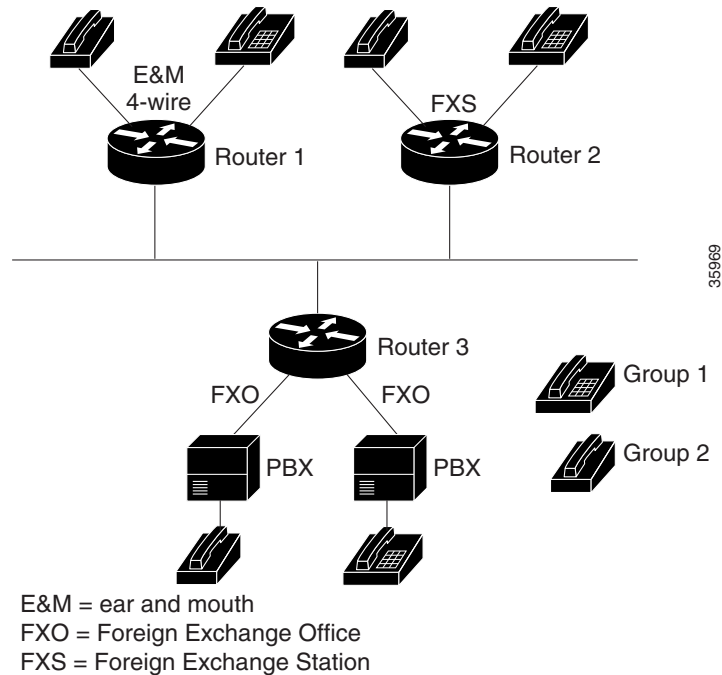 E&M
4-wire
Router 1
FXS
Router 2
35969
Router 3
FXO
FXO
PBX
PBX
Group 1
Group 2
E&M = ear and mouth
FXO = Foreign Exchange Office
FXS = Foreign Exchange Station